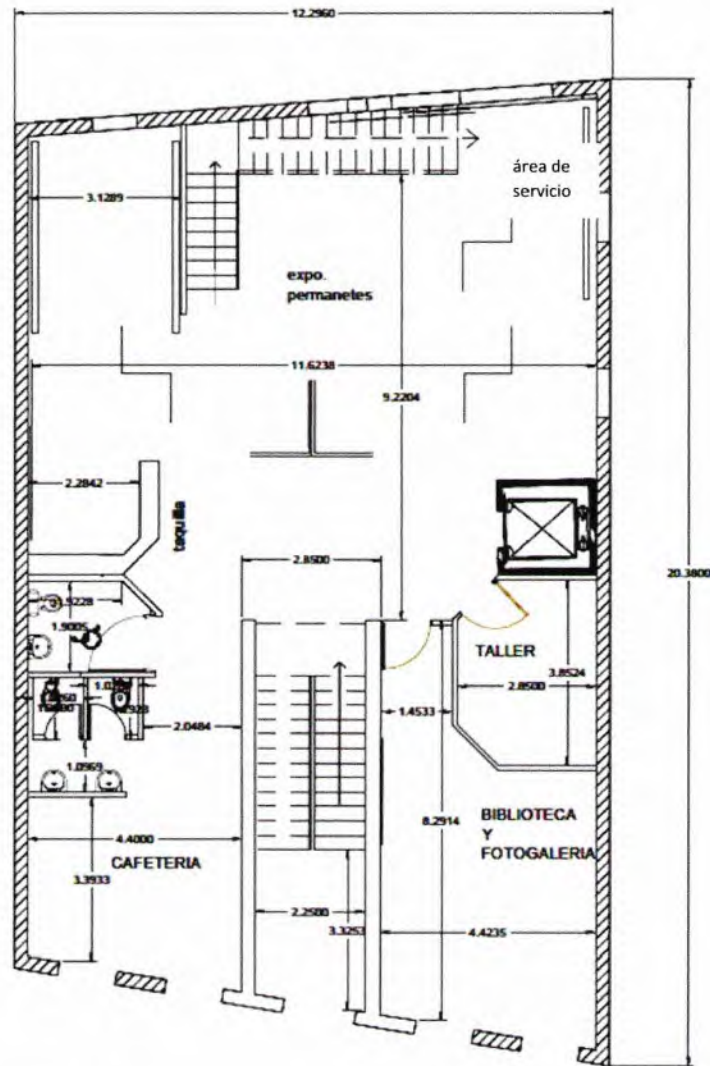 12.2960
área de
servicio
3.1289
expo.
permanetes
11.6238
9.2204
2.2842
taquilla
2.8500
20.3800
1.9005
TALLER
3.8524
2.8500
1.4533
2.0484
1.0969
8.2914
BIBLIOTECA
Y
FOTOGALERIA
4.4000
CAFETERIA
3.3933
2.2500
3.3253
4.4235